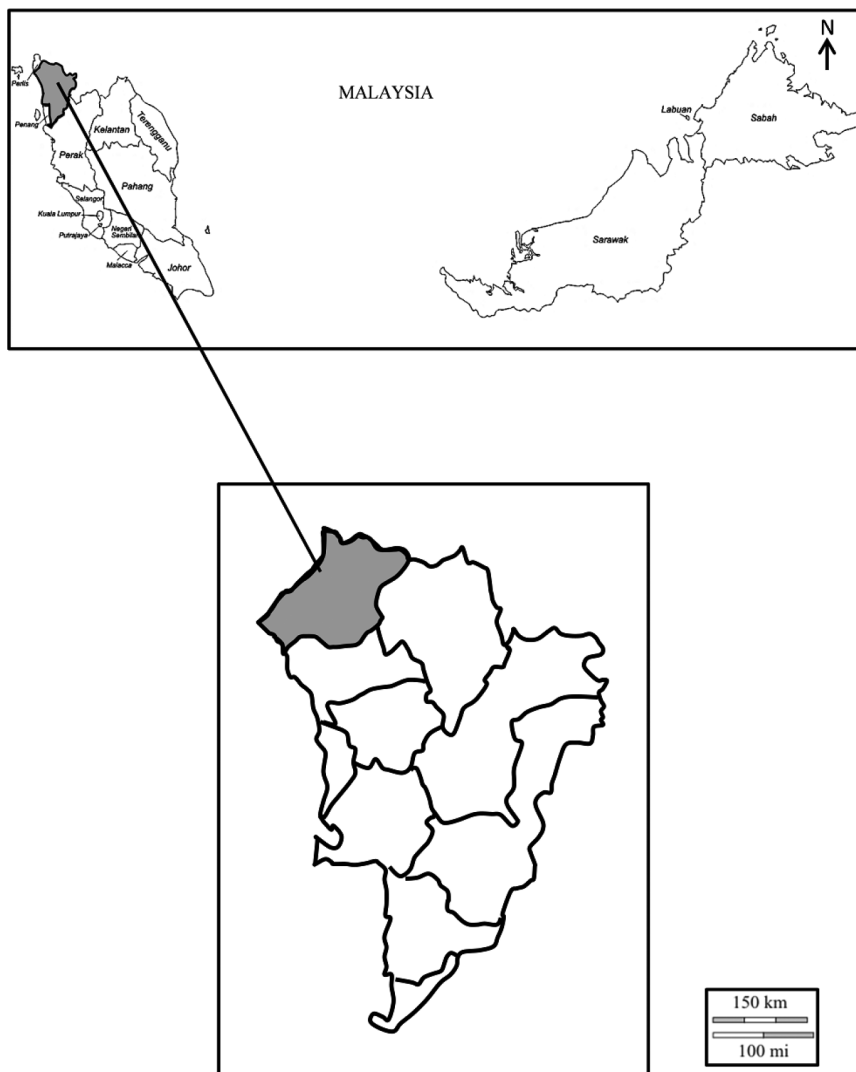 N
MALAYSIA
Perlis
Penang
Kelantan
Terengganu
Perak
Pahang
Selangor
Kuala Lumpur
Putrajaya
Negeri
Sembilan
Malacca
Johor
Labuan
Sabah
Sarawak
150 km
100 mi